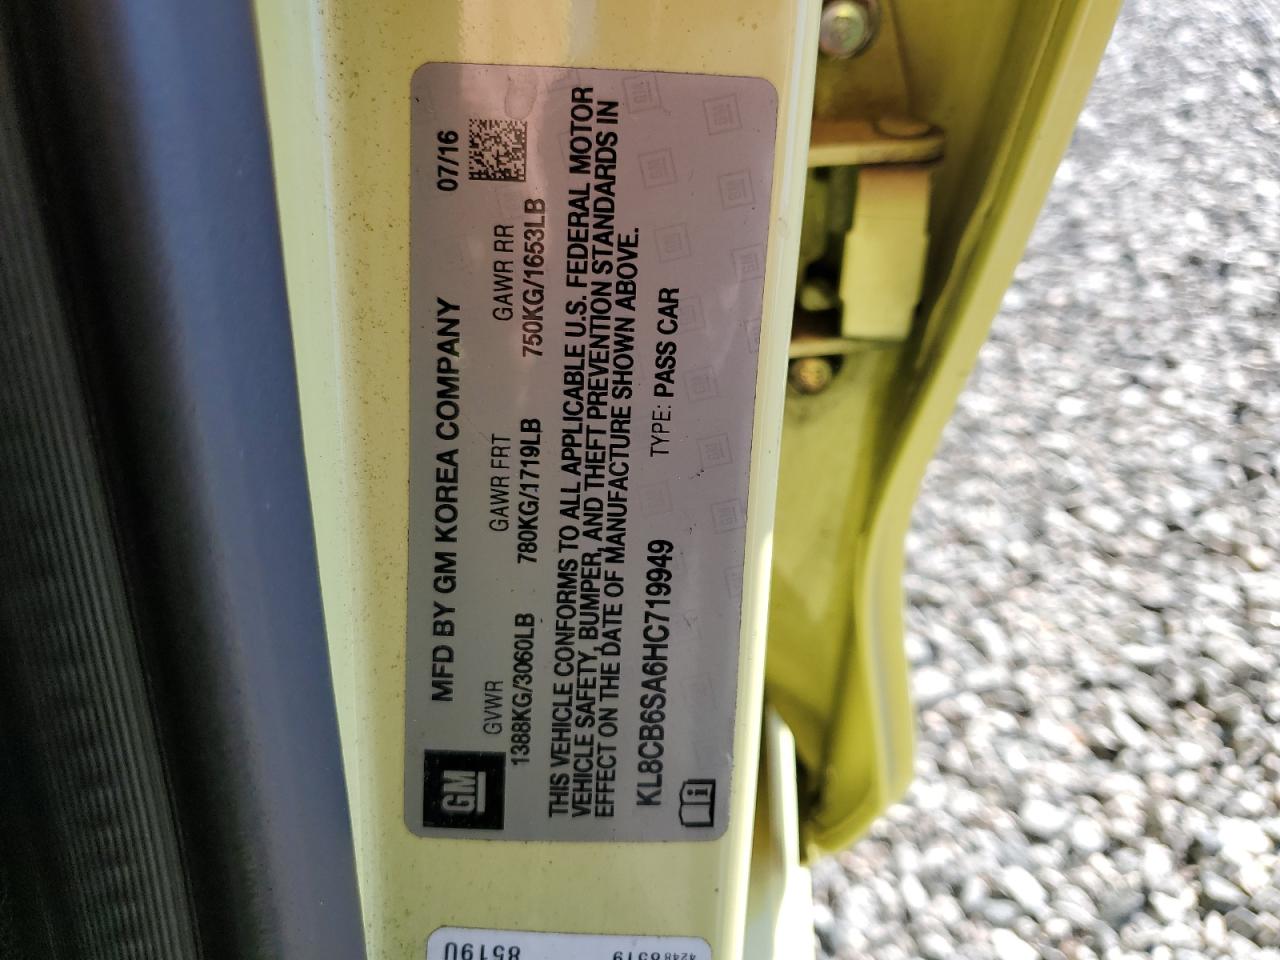 MFD BY GM KOREA COMPANY 07/16
GVWR GAWR FRT GAWR RR
1388KG/3060LB 780KG/1719LB 750KG/1653LB
THIS VEHICLE CONFORMS TO ALL APPLICABLE U.S. FEDERAL MOTOR
VEHICLE SAFETY, BUMPER, AND THEFT PREVENTION STANDARDS IN
EFFECT ON THE DATE OF MANUFACTURE SHOWN ABOVE.
KL8CB6SA6HC719949 TYPE: PASS CAR
GM
i
8519U
42488519